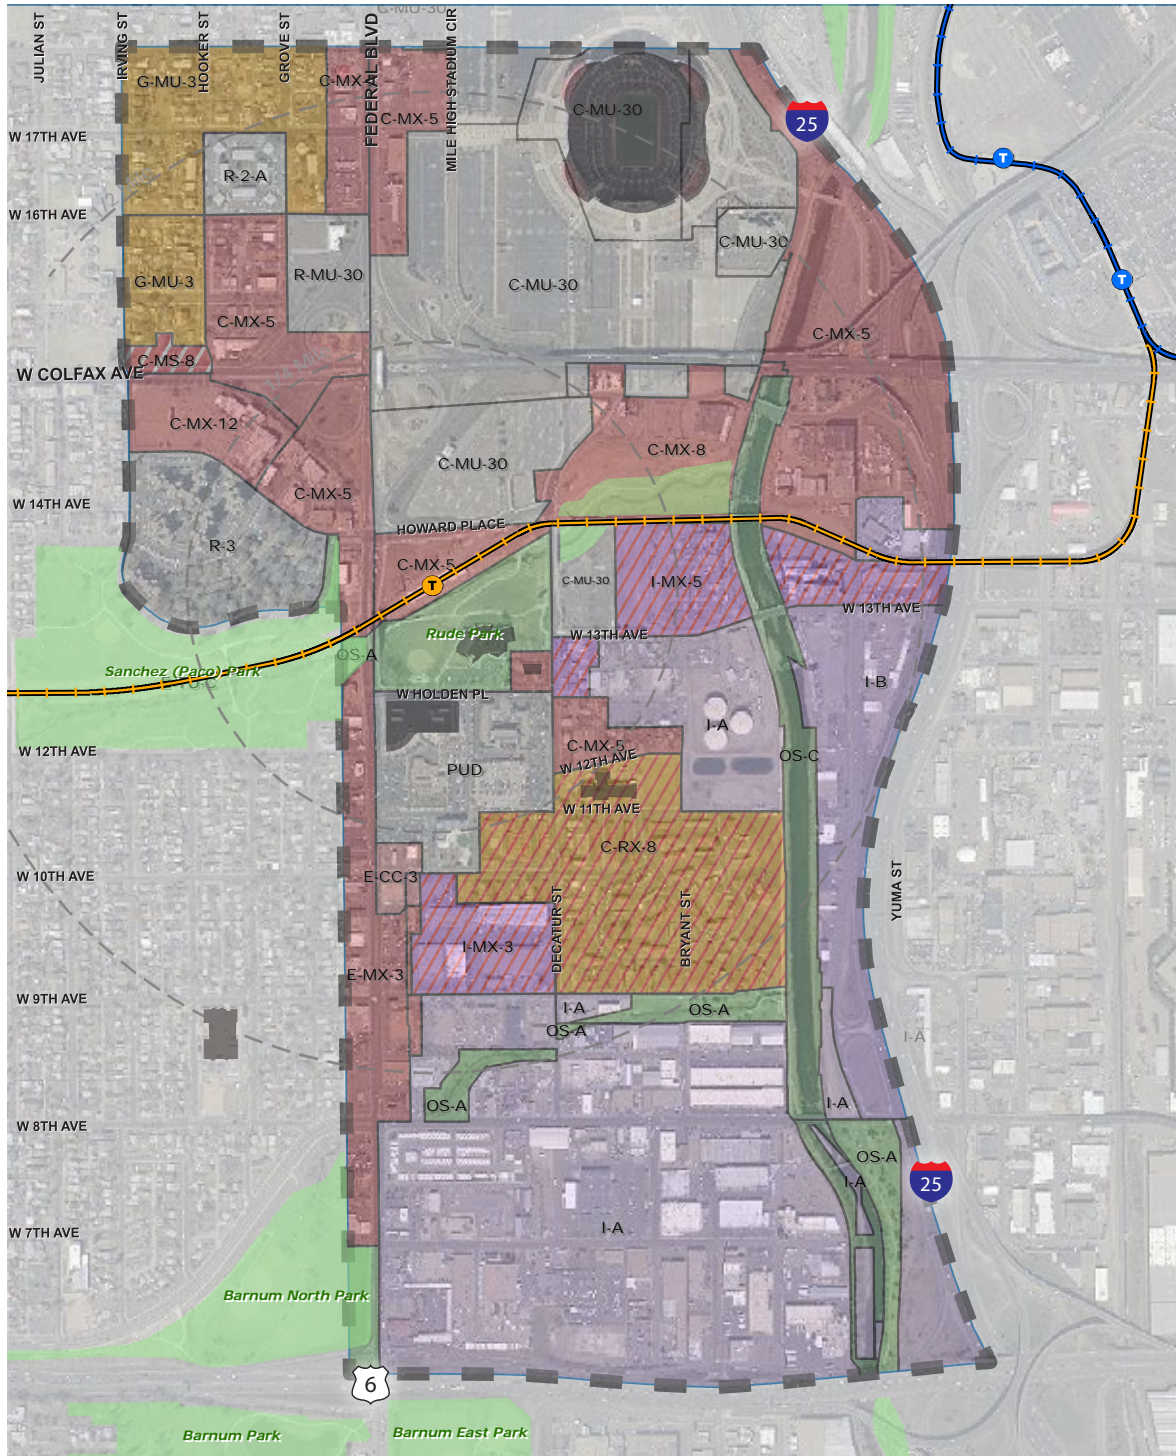 C-MU-30
JULIAN ST
IRVING ST
HOOKER ST
GROVE ST
FEDERAL BLVD
MILE HIGH STADIUM CIR
G-MU-3
C-MX-5
C-MX-5
C-MU-30
25
W 17TH AVE
T
R-2-A
W 16TH AVE
C-MU-30
G-MU-3
R-MU-30
C-MU-30
T
C-MX-5
C-MX-5
C-MS-8
W COLFAX AVE
C-MX-12
C-MX-8
C-MU-30
C-MX-5
W 14TH AVE
HOWARD PLACE
R-3
C-MX-5
T
C-MU-30
I-MX-5
W 13TH AVE
Rude Park
W 13TH AVE
OS-A
Sanchez (Paco) Park
I-B
W HOLDEN PL
I-A
W 12TH AVE
C-MX-5
OS-C
W 12TH AVE
PUD
W 11TH AVE
C-RX-8
W 10TH AVE
E-CC-3
YUMA ST
DECATUR ST
BRYANT ST
I-MX-3
E-MX-3
W 9TH AVE
I-A
OS-A
OS-A
I-A
OS-A
I-A
W 8TH AVE
OS-A
I-A
25
W 7TH AVE
I-A
Barnum North Park
6
Barnum Park
Barnum East Park